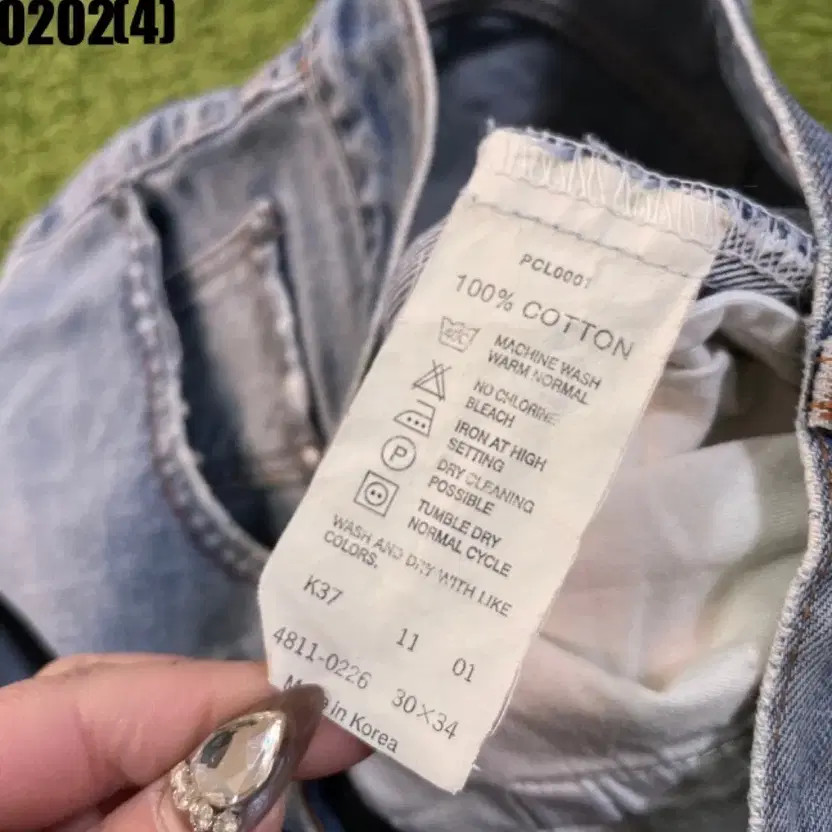 0202(4)
PCL0001
100% COTTON
MACHINE WASH
WARM NORMAL
NO CHLORINE
BLEACH
IRON AT HIGH
SETTING
P
DRY CLEANING
POSSIBLE
TUMBLE DRY
NORMAL CYCLE
WASH AND DRY WITH LIKE
COLORS.
K37
11 01
4811-0226 30×34
in Korea